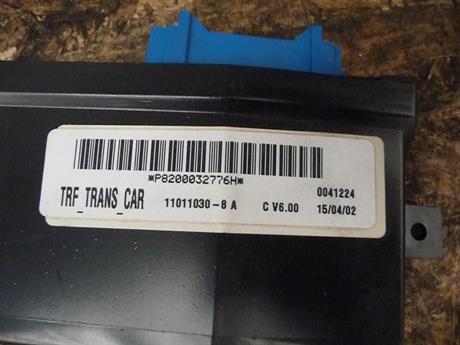 *P8200032776H*
0041224
TRF_TRANS_CAR 11011030-8 A C V6.00 15/04/02